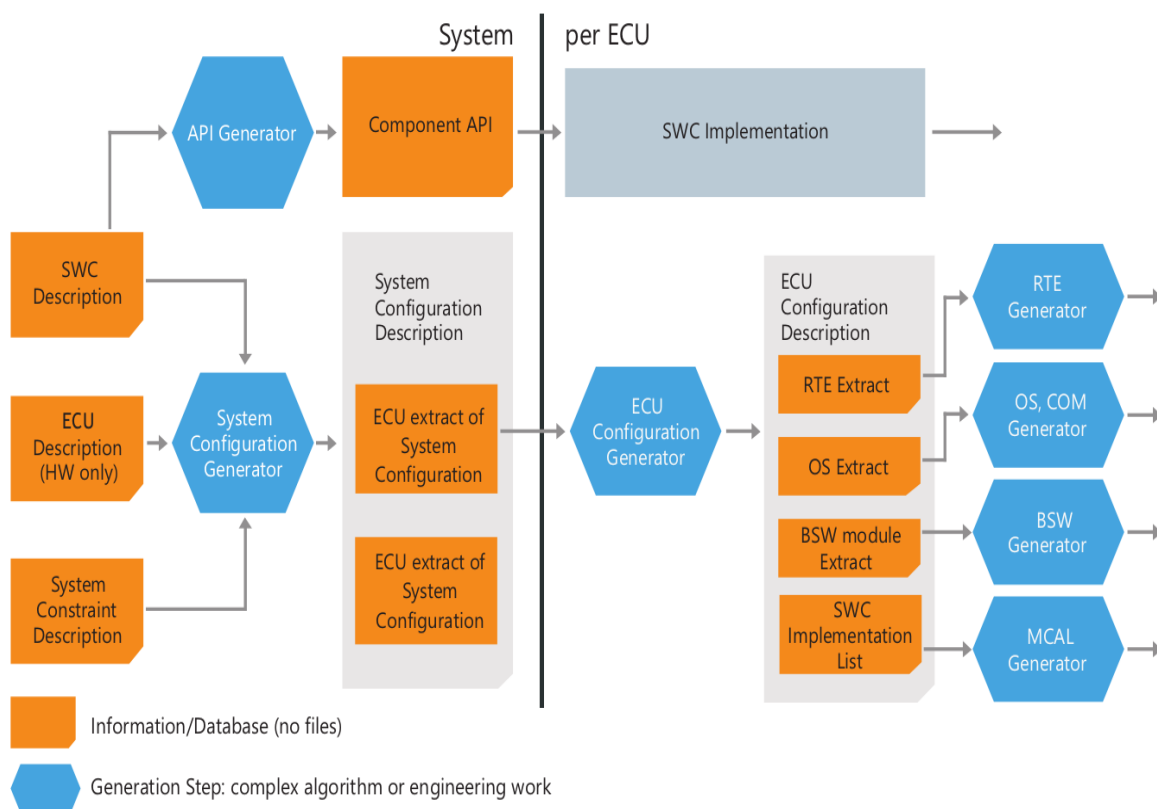 System
per ECU
API Generator
Component API
SWC Implementation
SWC
Description
ECU
Description
(HW only)
System
Constraint
Description
System
Configuration
Generator
System
Configuration
Description
ECU extract of
System
Configuration
ECU extract of
System
Configuration
ECU
Configuration
Generator
ECU
Configuration
Description
RTE Extract
OS Extract
BSW module
Extract
SWC
Implementation
List
RTE
Generator
OS, COM
Generator
BSW
Generator
MCAL
Generator
Information/Database (no files)
Generation Step: complex algorithm or engineering work